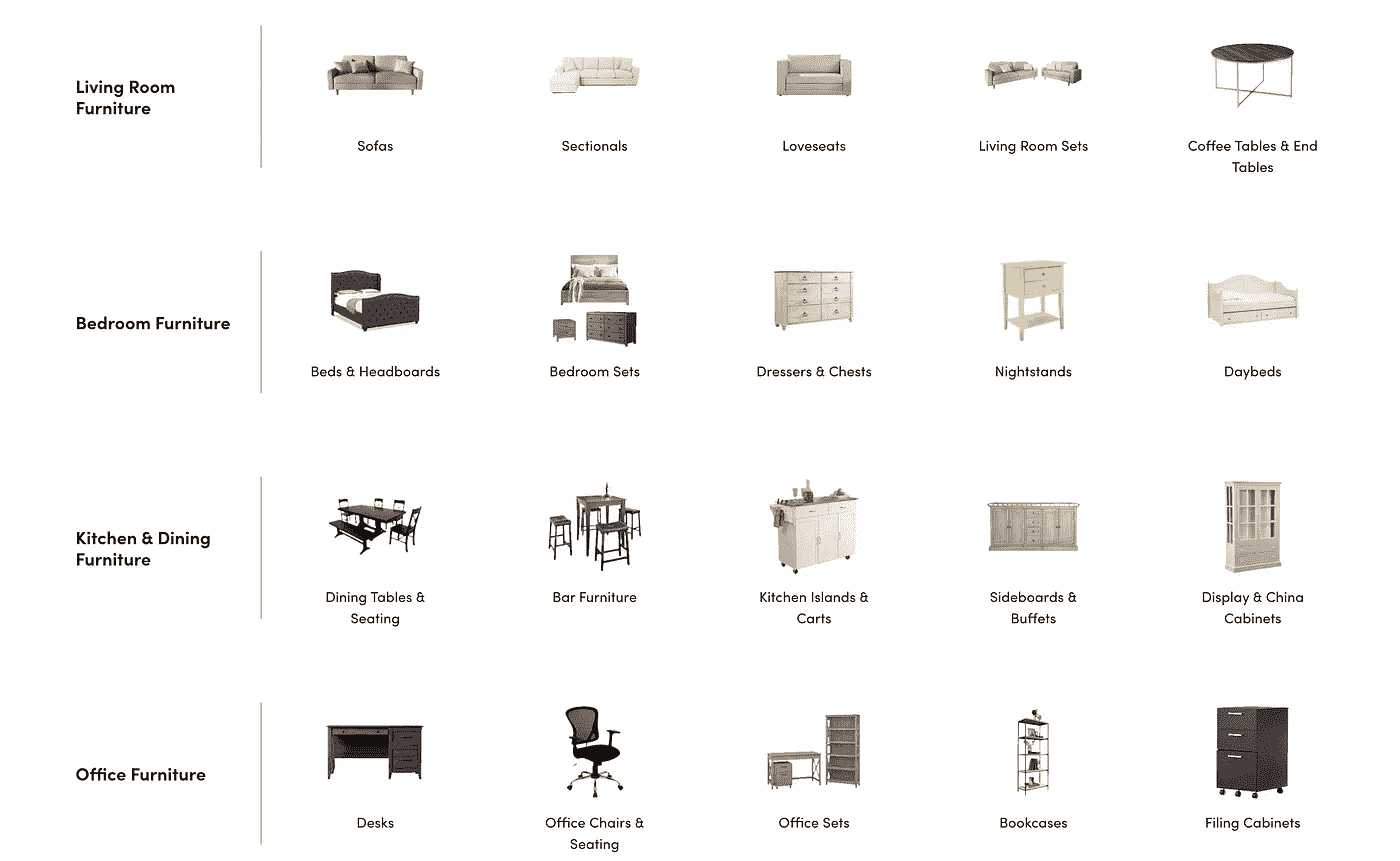 Living Room
Furniture
Sofas
Sectionals
Loveseats
Living Room Sets
Coffee Tables & End
Tables
Bedroom Furniture
Beds & Headboards
Bedroom Sets
Dressers & Chests
Nightstands
Daybeds
Kitchen & Dining
Furniture
Dining Tables &
Seating
Bar Furniture
Kitchen Islands &
Carts
Sideboards &
Buffets
Display & China
Cabinets
Office Furniture
Desks
Office Chairs &
Seating
Office Sets
Bookcases
Filing Cabinets